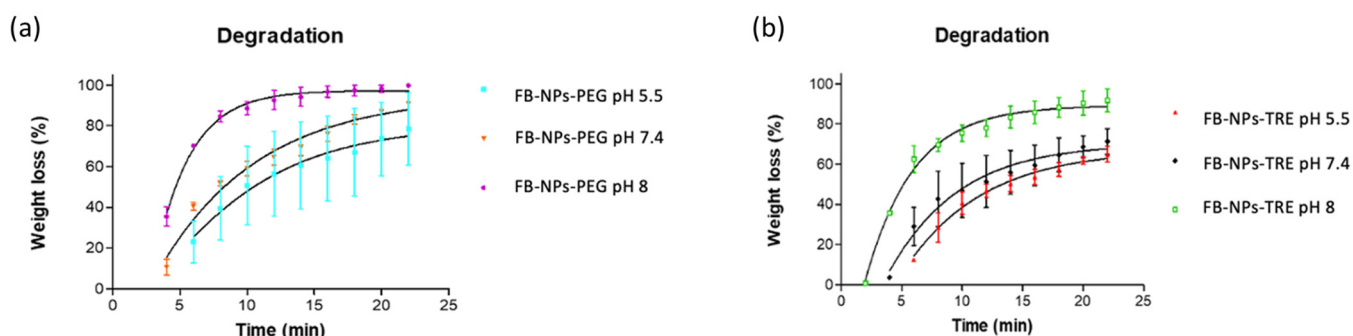 (a)
Degradation
Weight loss (%)
100
80
60
40
20
0
0 5 10 15 20 25
Time (min)
FB-NPs-PEG pH 5.5
FB-NPs-PEG pH 7.4
FB-NPs-PEG pH 8
(b)
Degradation
Weight loss (%)
100
80
60
40
20
0
0 5 10 15 20 25
Time (min)
FB-NPs-TRE pH 5.5
FB-NPs-TRE pH 7.4
FB-NPs-TRE pH 8